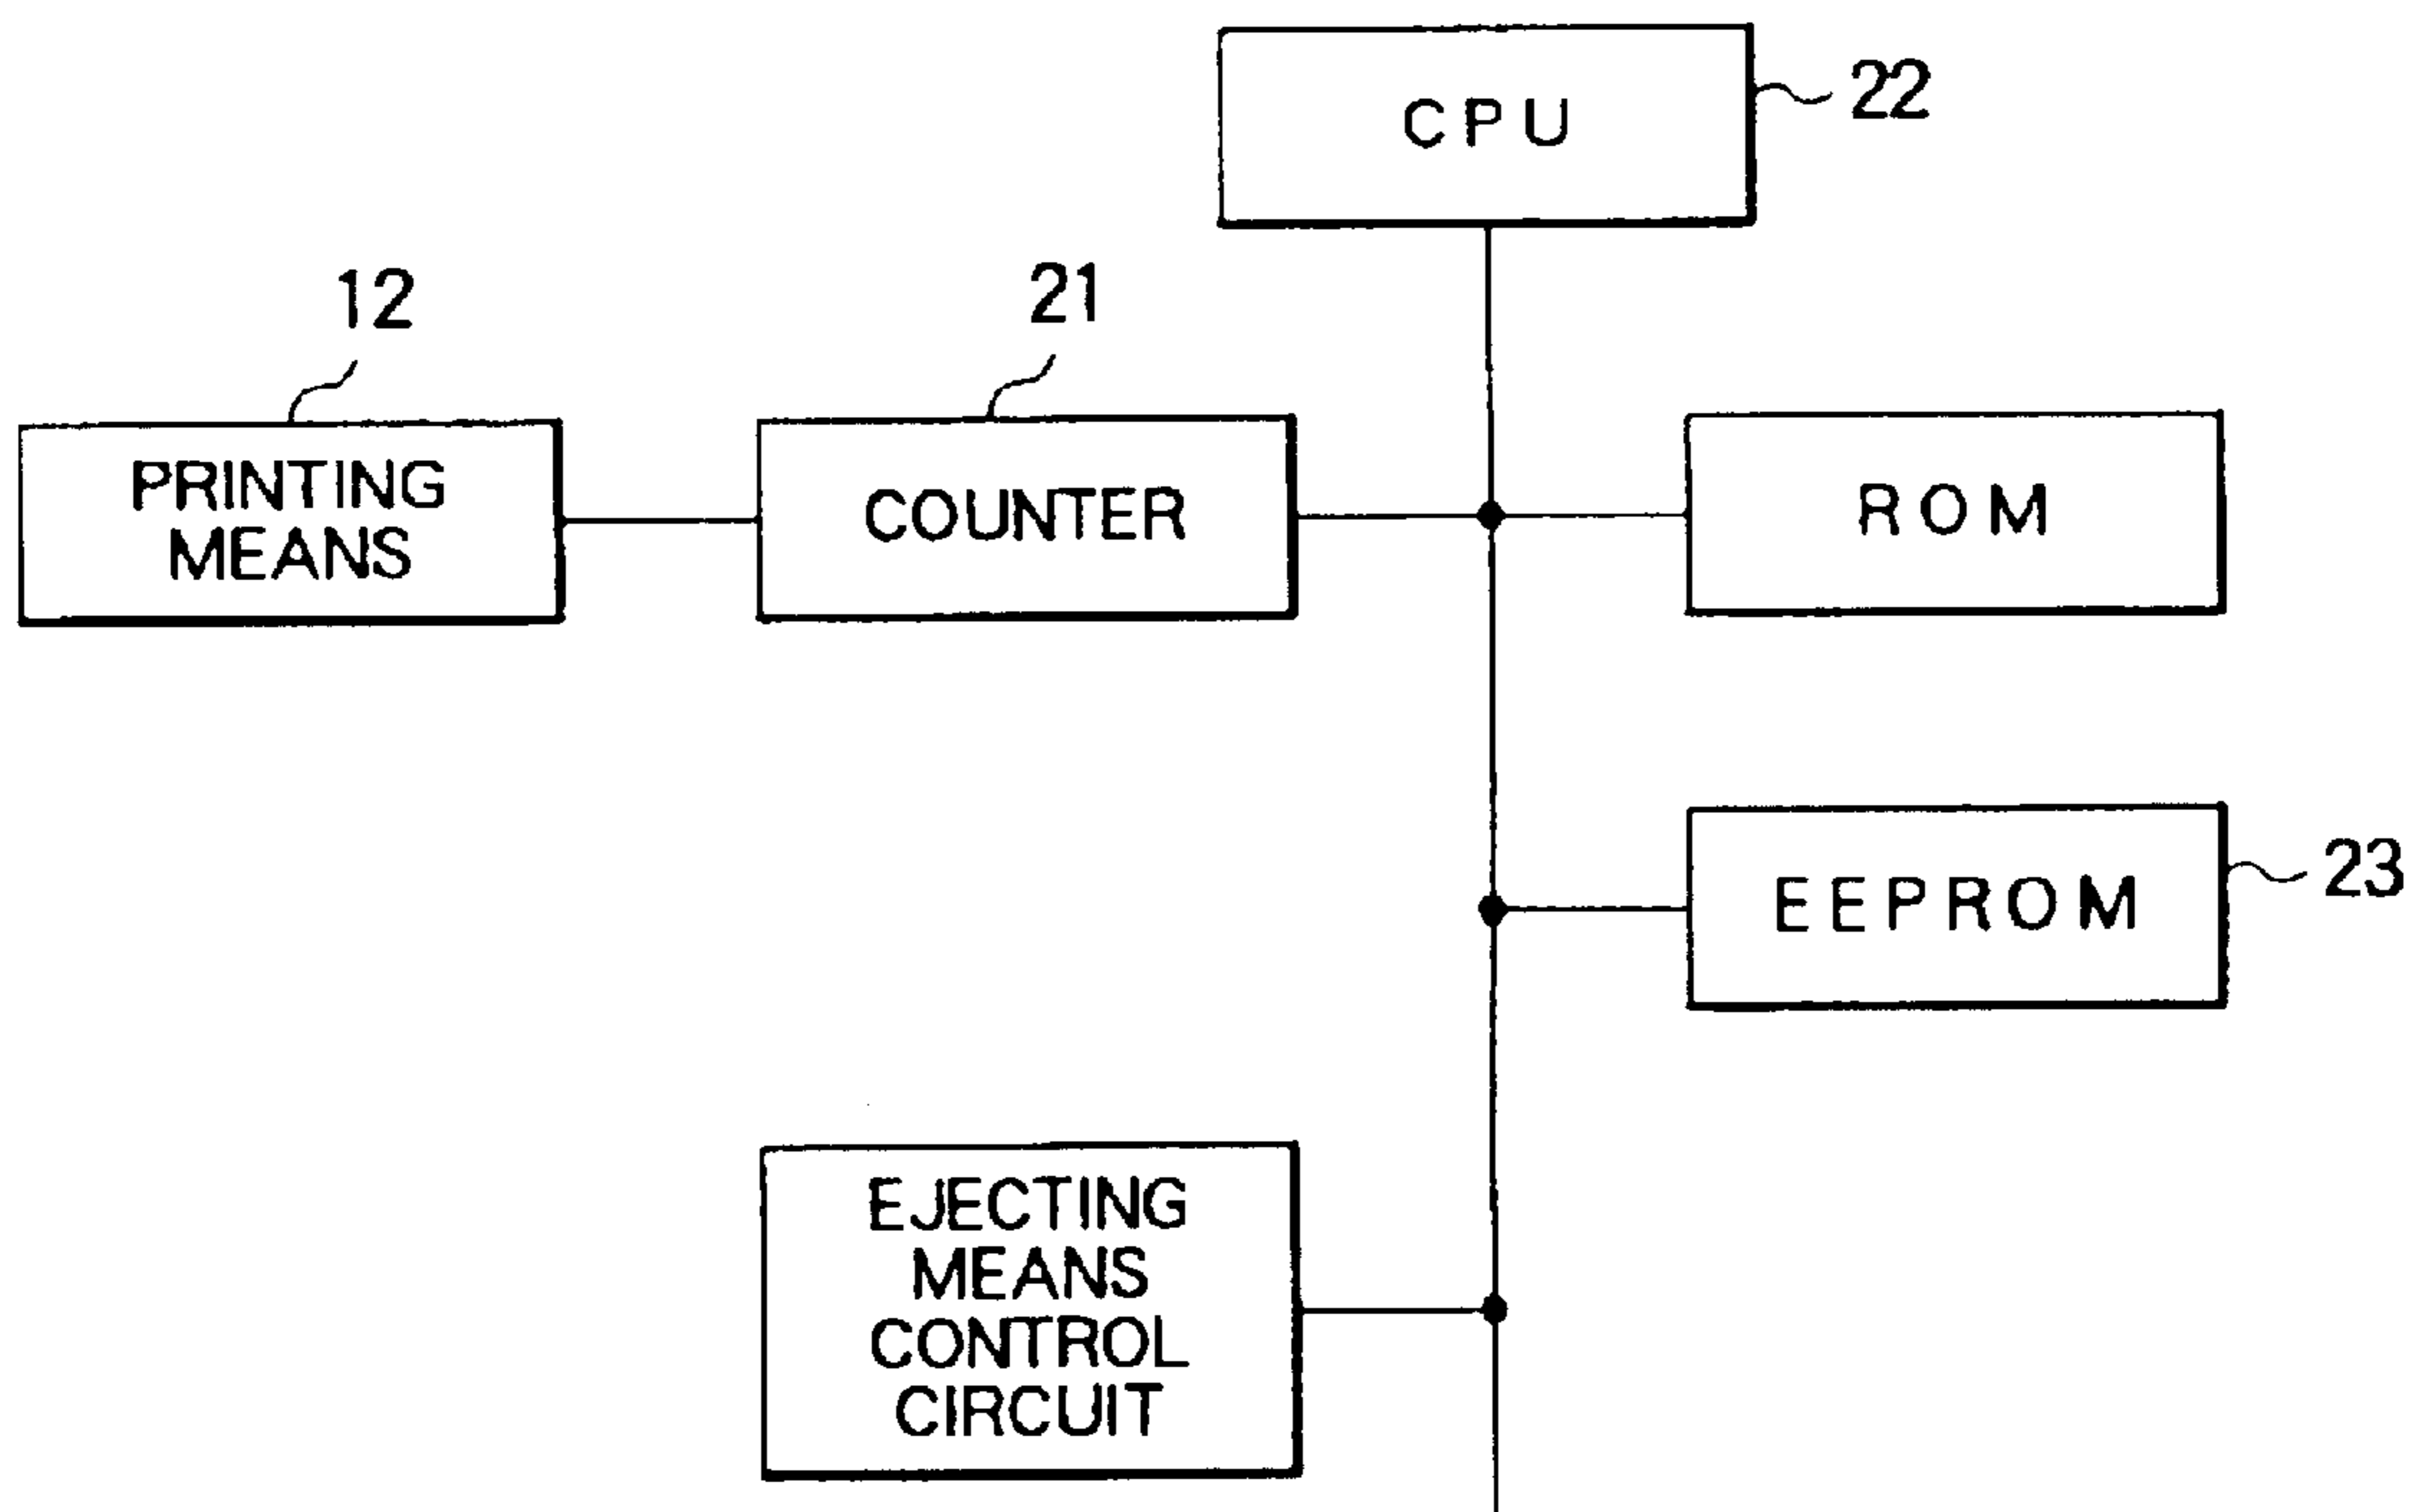 CPU
22
12
21
PRINTING
MEANS
COUNTER
ROM
EEPROM
23
EJECTING
MEANS
CONTROL
CIRCUIT